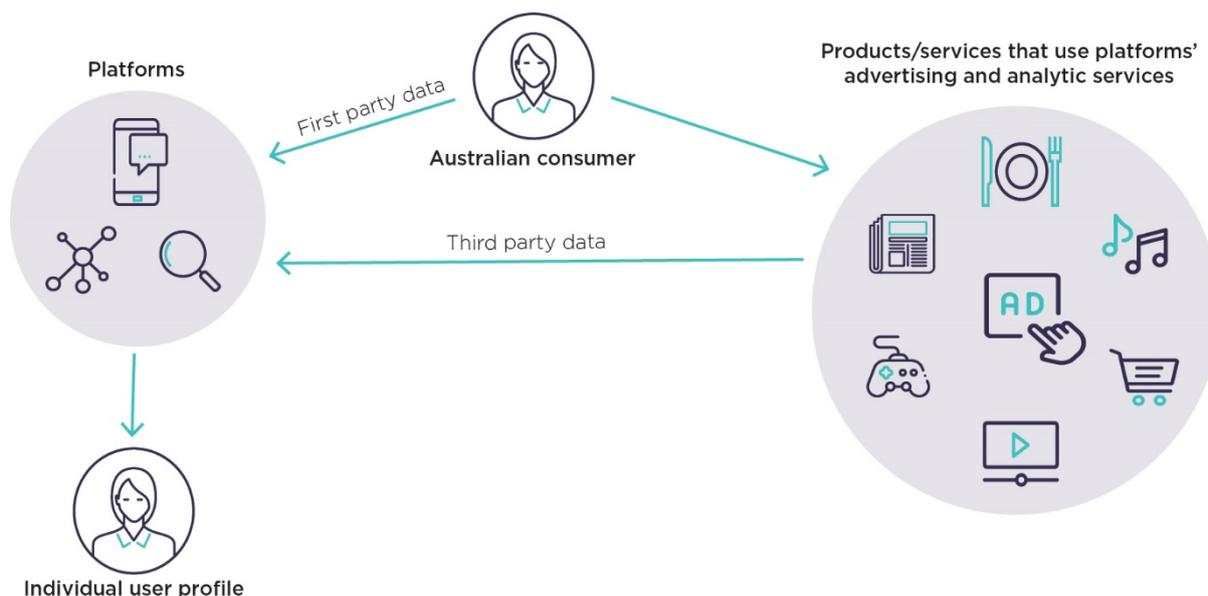 Platforms
First party data
Australian consumer
Products/services that use platforms’
advertising and analytic services
Third party data
AD
Individual user profile